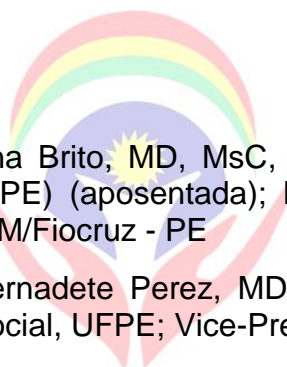 na Brito, MD, MsC,
PE) (aposentada);
M/Fiocruz - PE
ernadete Perez, MD
ocial, UFPE; Vice-Pre